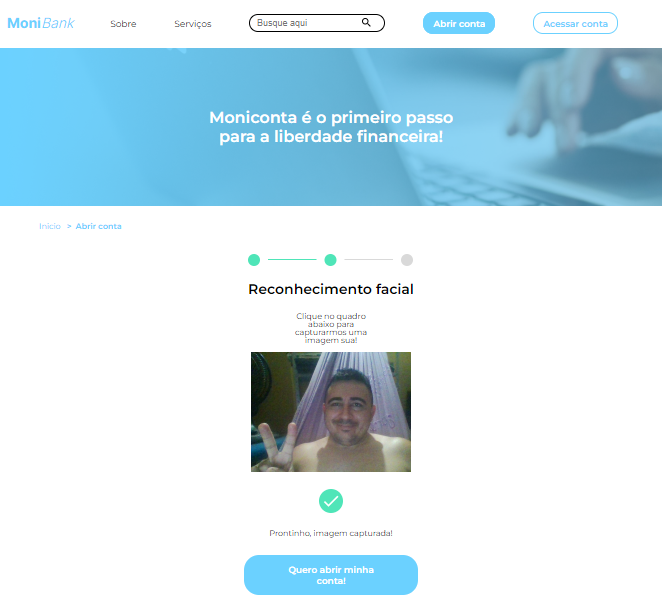 MoniBank
Sobre
Serviços
Busque aqui
Abrir conta
Acessar conta
Moniconta é o primeiro passo
para a liberdade financeira!
Início > Abrir conta
Reconhecimento facial
Clique no quadro
abaixo para
capturarmos uma
imagem sua!
Prontinho, imagem capturada!
Quero abrir minha
conta!